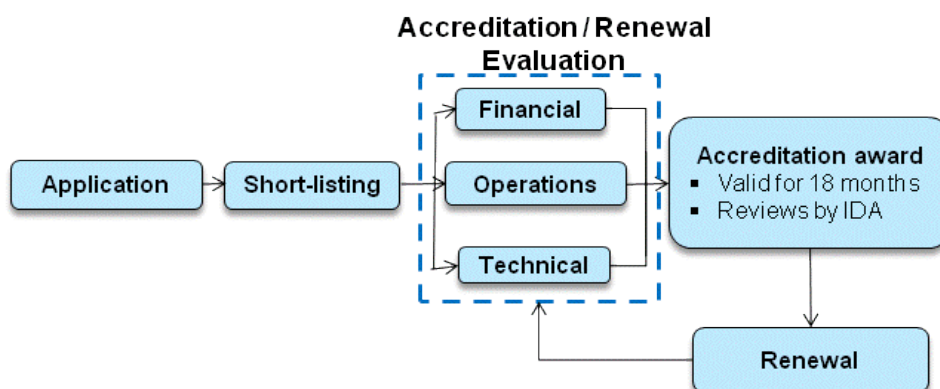 Accreditation / Renewal
Evaluation
Financial
Application
Short-listing
Operations
Technical
Accreditation award
▪ Valid for 18 months
▪ Reviews by IDA
Renewal